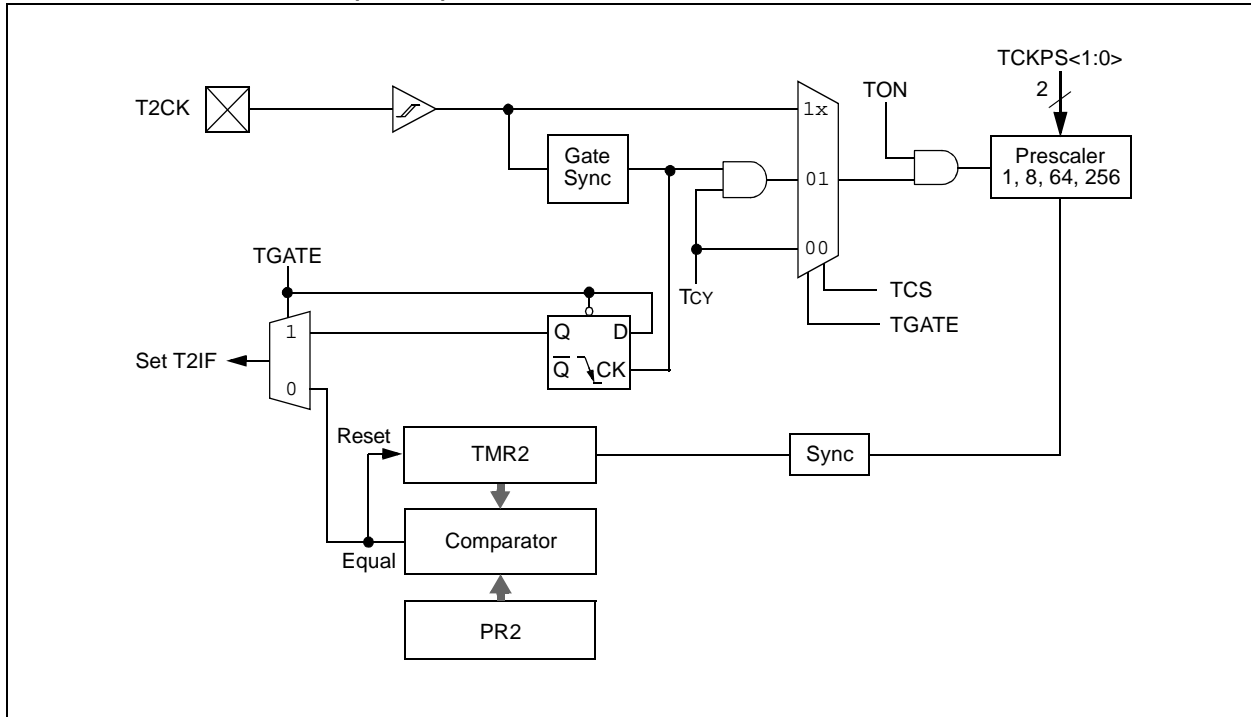 TCKPS<1:0>
2
T2CK
TON
1x
Gate
Sync
01
Prescaler
1, 8, 64, 256
00
TGATE
TCY
TCS
TGATE
1
Q
D
Set T2IF
Q
CK
0
Reset
TMR2
Sync
Equal
Comparator
PR2